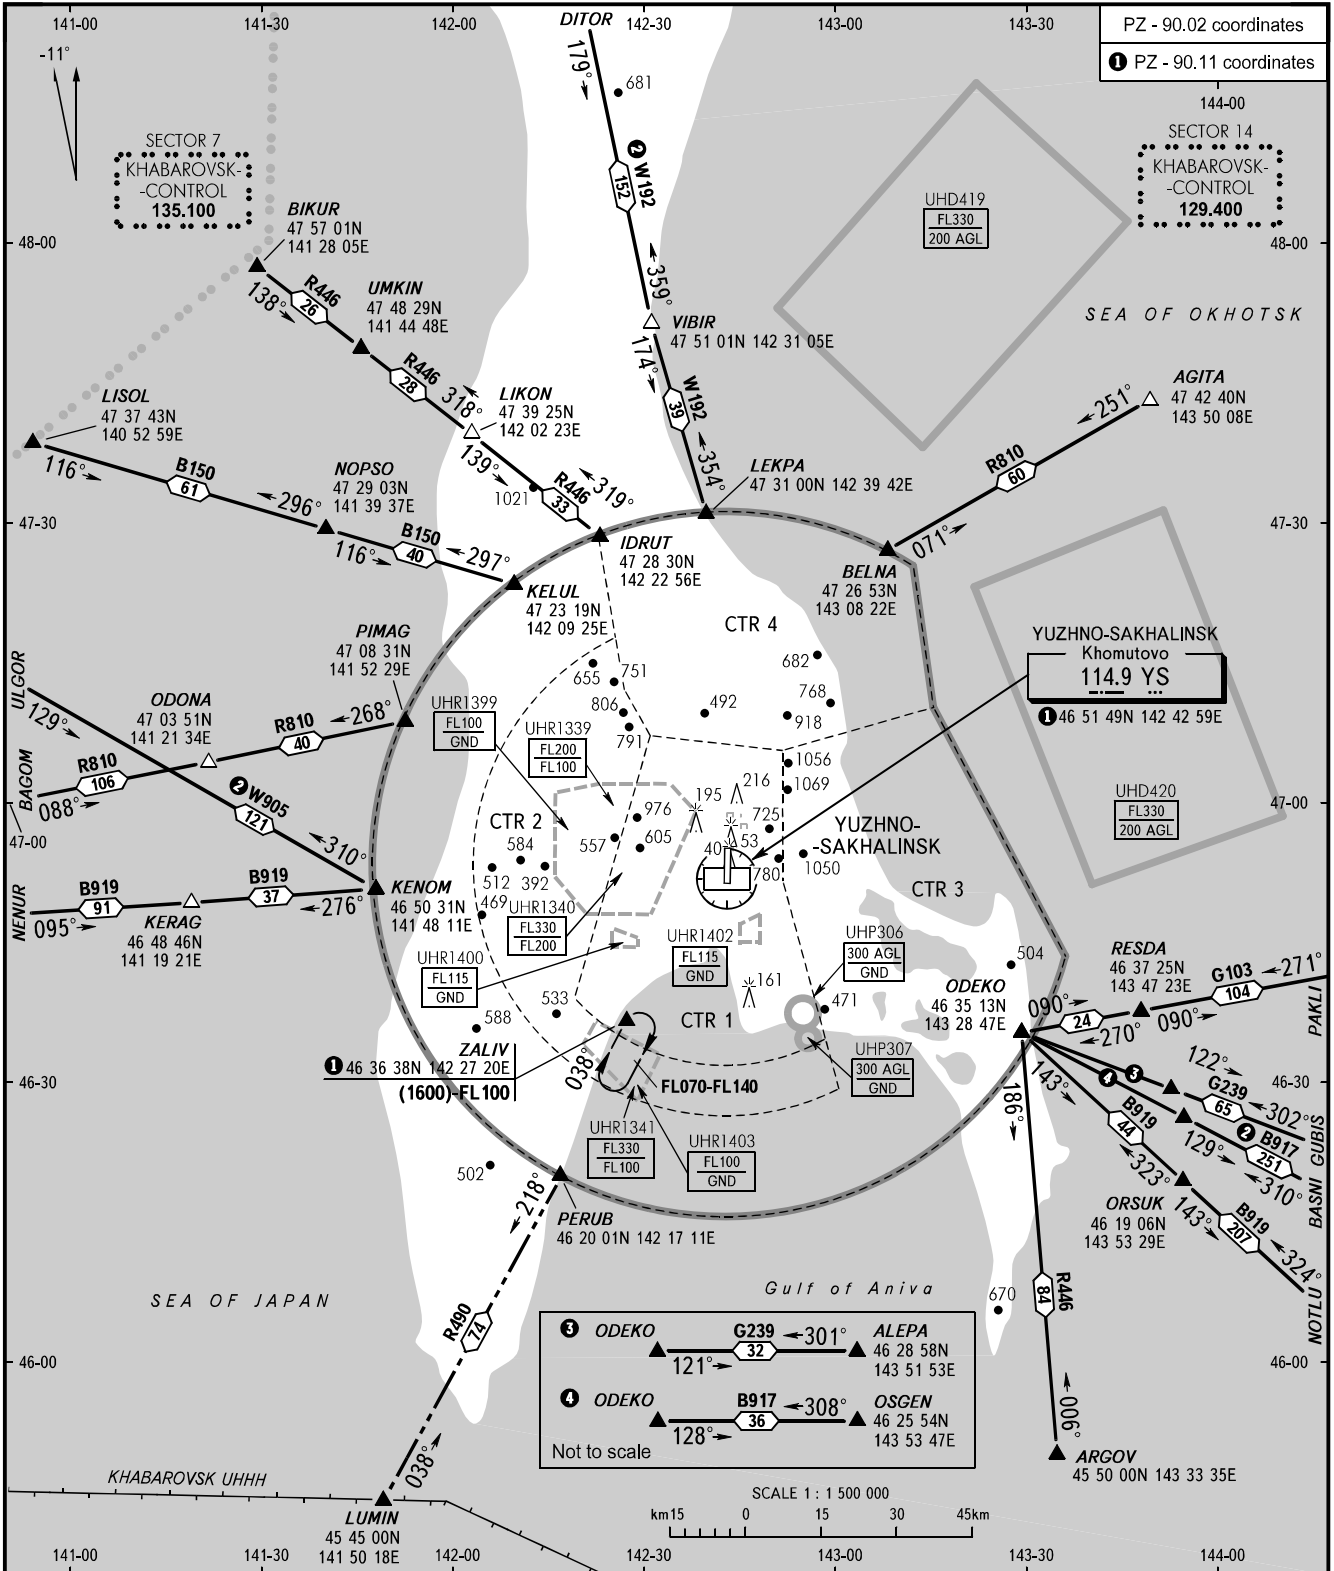 141-00
141-30
142-00
DITOR
142-30
143-00
143-30
PZ - 90.02 coordinates
1 PZ - 90.11 coordinates
144-00
-11°
179°
681
SECTOR 7
KHABAROVSK-
-CONTROL
135.100
SECTOR 14
KHABAROVSK-
-CONTROL
129.400
2 W192
152
359°
UHD419
FL330
200 AGL
BIKUR
47 57 01N
141 28 05E
48-00
48-00
138°
R446
26
UMKIN
47 48 29N
141 44 48E
VIBIR
47 51 01N 142 31 05E
SEA OF OKHOTSK
174°
W192
39
354°
R446
28
318°
LIKON
47 39 25N
142 02 23E
AGITA
47 42 40N
143 50 08E
251°
R810
60
071°
LISOL
47 37 43N
140 52 59E
116°
B150
61
296°
NOPSO
47 29 03N
141 39 37E
139°
1021
R446
33
319°
LEKPA
47 31 00N 142 39 42E
47-30
47-30
116°
B150
40
297°
IDRUT
47 28 30N
142 22 56E
BELNA
47 26 53N
143 08 22E
KELUL
47 23 19N
142 09 25E
CTR 4
YUZHNO-SAKHALINSK
Khomutovo
114.9 YS
1 46 51 49N 142 42 59E
PIMAG
47 08 31N
141 52 29E
682
655
751
768
806
492
918
791
ULGOR
129°
ODONA
47 03 51N
141 21 34E
R810
40
268°
UHR1399
FL100
GND
UHR1339
FL200
FL100
1056
1069
216
195
BAGOM
R810
106
088°
2 W905
121
310°
UHD420
FL330
200 AGL
47-00
47-00
CTR 2
976
557
605
725
53
40
YUZHNO-
-SAKHALINSK
584
512
392
780
1050
CTR 3
KENOM
46 50 31N
141 48 11E
469
NENUR
B919
91
095°
KERAG
46 48 46N
141 19 21E
B919
37
276°
UHR1340
FL330
FL200
UHR1400
FL115
GND
UHR1402
FL115
GND
UHP306
300 AGL
GND
504
RESDA
46 37 25N
143 47 23E
G103
104
271°
PAKLI
ODEKO
46 35 13N
143 28 47E
090°
24
270°
090°
533
588
161
471
CTR 1
ZALIV
1 46 36 38N 142 27 20E
(1600)-FL100
038°
FL070-FL140
UHP307
300 AGL
GND
46-30
186°
143°
4
3
122°
G239
65
302°
GUBIS
B919
44
323°
129°
2 B917
251
310°
BASNI
UHR1341
FL330
FL100
UHR1403
FL100
GND
502
218°
PERUB
46 20 01N 142 17 11E
ORSUK
46 19 06N
143 53 29E
143°
B919
207
324°
NOTLU
SEA OF JAPAN
Gulf of Aniva
670
R446
84
R490
74
3 ODEKO
G239
32
301°
121°
ALEPA
46 28 58N
143 51 53E
4 ODEKO
B917
36
308°
128°
OSGEN
46 25 54N
143 53 47E
Not to scale
46-00
46-00
006°
ARGOV
45 50 00N 143 33 35E
038°
KHABAROVSK UHHH
LUMIN
45 45 00N
141 50 18E
SCALE 1 : 1 500 000
km15
0
15
30
45km
141-00
141-30
142-00
142-30
143-00
143-30
144-00
46-30